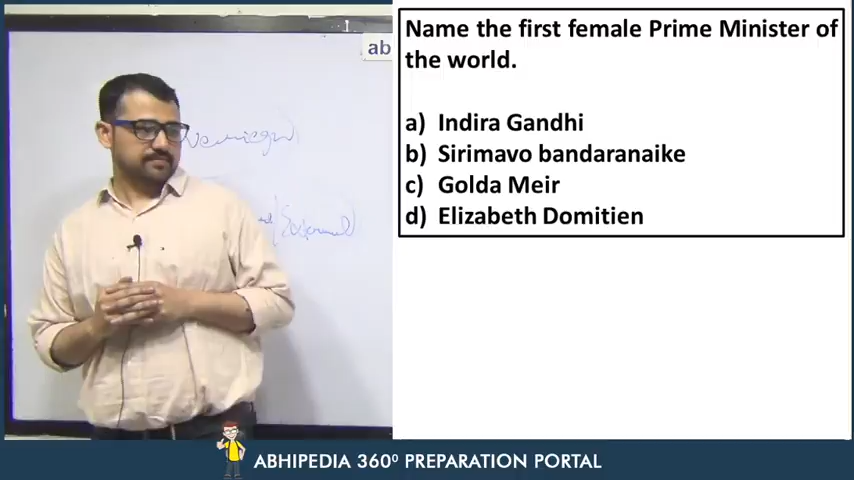 ab
Name the first female Prime Minister of
the world.
a) Indira Gandhi
b) Sirimavo bandaranaike
c) Golda Meir
d) Elizabeth Domitien
ABHIPEDIA 360⁰ PREPARATION PORTAL